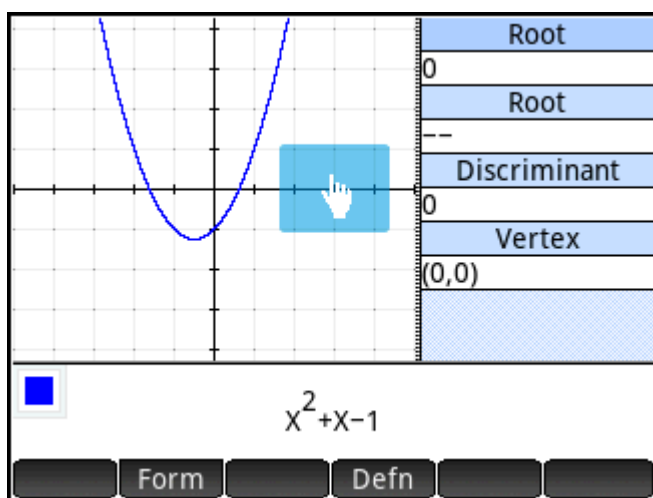 Root
0
Root
--
Discriminant
0
Vertex
(0,0)
X²+X−1
Form
Defn